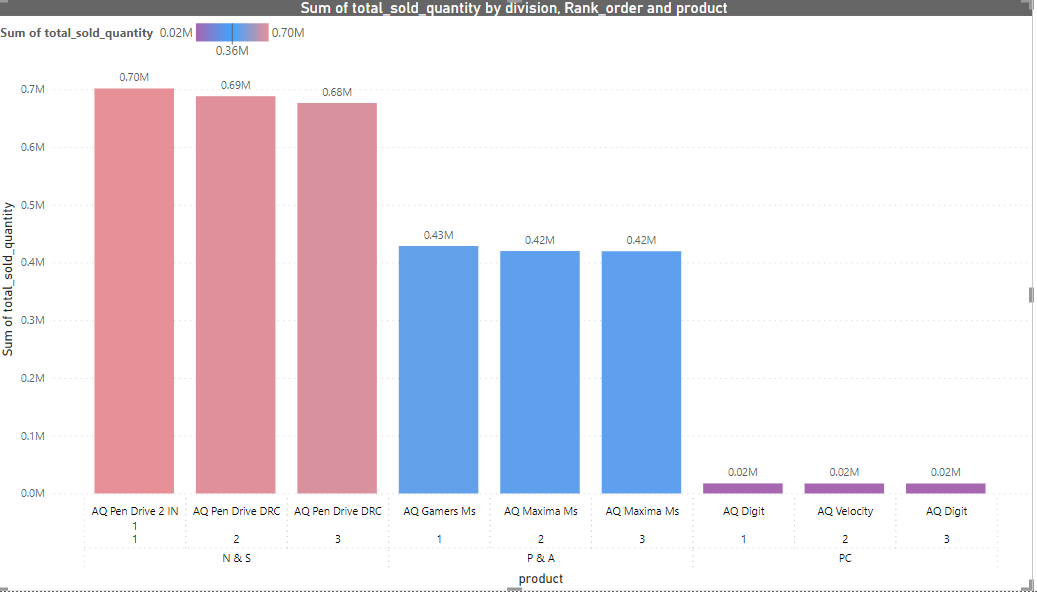 Sum of total_sold_quantity by division, Rank_order and product
Sum of total_sold_quantity 0.02M 0.70M
0.36M
0.70M
0.69M
0.68M
0.43M
0.42M
0.42M
0.02M
0.02M
0.02M
0.7M
0.6M
0.5M
0.4M
0.3M
0.2M
0.1M
0.0M
Sum of total_sold_quantity
AQ Pen Drive 2 IN 1
AQ Pen Drive DRC
AQ Pen Drive DRC
AQ Gamers Ms
AQ Maxima Ms
AQ Maxima Ms
AQ Digit
AQ Velocity
AQ Digit
1 2 3 1 2 3 1 2 3
N & S P & A PC
product